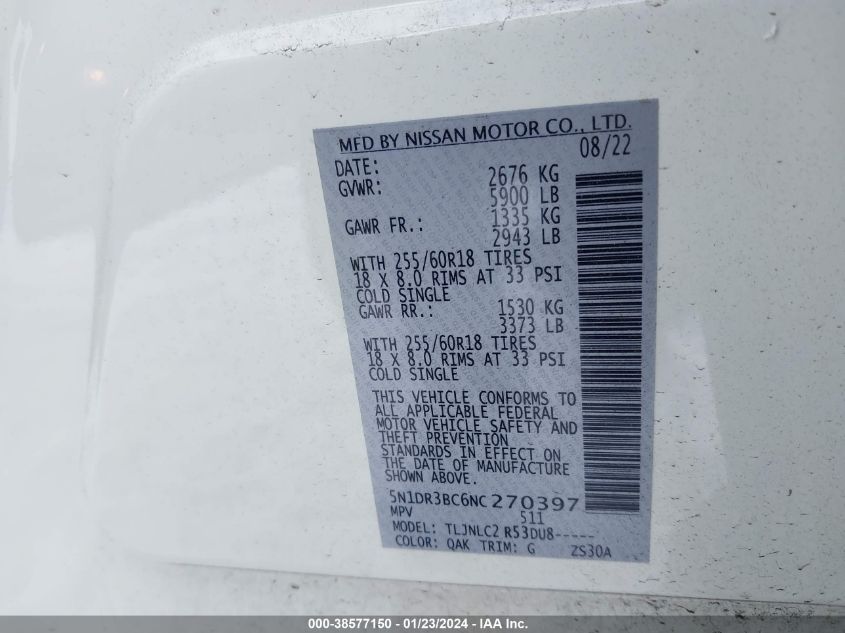 MFD BY NISSAN MOTOR CO., LTD.
DATE: 08/22
GVWR: 2676 KG
5900 LB
GAWR FR.: 1335 KG
2943 LB
WITH 255/60R18 TIRES
18 X 8.0 RIMS AT 33 PSI
COLD SINGLE
GAWR RR.: 1530 KG
3373 LB
WITH 255/60R18 TIRES
18 X 8.0 RIMS AT 33 PSI
COLD SINGLE
THIS VEHICLE CONFORMS TO
ALL APPLICABLE FEDERAL
MOTOR VEHICLE SAFETY AND
THEFT PREVENTION
STANDARDS IN EFFECT ON
THE DATE OF MANUFACTURE
SHOWN ABOVE.
5N1DR3BC6NC270397
MPV 511
MODEL: TLJNLC2 R53DU8-----
COLOR: QAK TRIM: G ZS30A
000-38577150 - 01/23/2024 - IAA Inc.